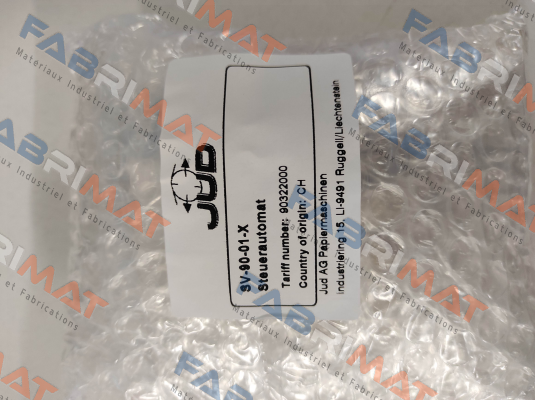 JUD
SV-90-01-X
Steuerautomat
Tariff number: 90322000
Country of origin: CH
Jud AG Papiermaschinen
Industriering 15, LI-9491 Ruggell/Liechtenstein
FABRIMAT
Materiaux Industriel et Fabrications